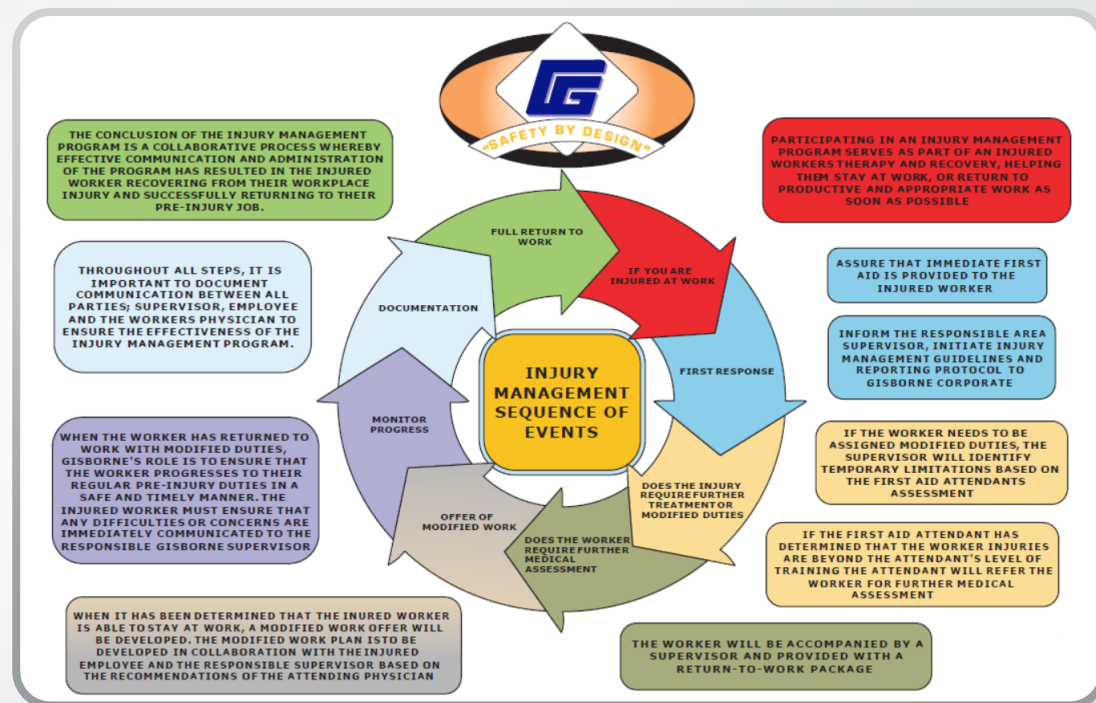 G
"SAFETY BY DESIGN"
THE CONCLUSION OF THE INJURY MANAGEMENT
PROGRAM IS A COLLABORATIVE PROCESS WHEREBY
EFFECTIVE COMMUNICATION AND ADMINISTRATION
OF THE PROGRAM HAS RESULTED IN THE INJURED
WORKER RECOVERING FROM THEIR WORKPLACE
INJURY AND SUCCESSFULLY RETURNING TO THEIR
PRE-INJURY JOB.
PARTICIPATING IN AN INJURY MANAGEMENT
PROGRAM SERVES AS PART OF AN INJURED
WORKERS THERAPY AND RECOVERY, HELPING
THEM STAY AT WORK, OR RETURN TO
PRODUCTIVE AND APPROPRIATE WORK AS
SOON AS POSSIBLE
FULL RETURN TO
WORK
IF YOU ARE
INJURED AT WORK
THROUGHOUT ALL STEPS, IT IS
IMPORTANT TO DOCUMENT
COMMUNICATION BETWEEN ALL
PARTIES; SUPERVISOR, EMPLOYEE
AND THE WORKERS PHYSICIAN TO
ENSURE THE EFFECTIVENESS OF THE
INJURY MANAGEMENT PROGRAM.
DOCUMENTATION
ASSURE THAT IMMEDIATE FIRST
AID IS PROVIDED TO THE
INJURED WORKER
INFORM THE RESPONSIBLE AREA
SUPERVISOR, INITIATE INJURY
MANAGEMENT GUIDELINES AND
REPORTING PROTOCOL TO
GISBORNE CORPORATE
FIRST RESPONSE
INJURY
MANAGEMENT
SEQUENCE OF
EVENTS
MONITOR
PROGRESS
WHEN THE WORKER HAS RETURNED TO
WORK WITH MODIFIED DUTIES,
GISBORNE'S ROLE IS TO ENSURE THAT
THE WORKER PROGRESSES TO THEIR
REGULAR PRE-INJURY DUTIES IN A
SAFE AND TIMELY MANNER. THE
INJURED WORKER MUST ENSURE THAT
ANY DIFFICULTIES OR CONCERNS ARE
IMMEDIATELY COMMUNICATED TO THE
RESPONSIBLE GISBORNE SUPERVISOR
IF THE WORKER NEEDS TO BE
ASSIGNED MODIFIED DUTIES, THE
SUPERVISOR WILL IDENTIFY
TEMPORARY LIMITATIONS BASED ON
THE FIRST AID ATTENDANTS
ASSESSMENT
DOES THE INJURY
REQUIRE FURTHER
TREATMENT OR
MODIFIED DUTIES
OFFER OF
MODIFIED WORK
DOES THE WORKER
REQUIRE FURTHER
MEDICAL
ASSESSMENT
IF THE FIRST AID ATTENDANT HAS
DETERMINED THAT THE WORKER INJURIES
ARE BEYOND THE ATTENDANT'S LEVEL OF
TRAINING THE ATTENDANT WILL REFER THE
WORKER FOR FURTHER MEDICAL
ASSESSMENT
WHEN IT HAS BEEN DETERMINED THAT THE INURED WORKER
IS ABLE TO STAY AT WORK, A MODIFIED WORK OFFER WILL
BE DEVELOPED. THE MODIFIED WORK PLAN ISTO BE
DEVELOPED IN COLLABORATION WITH THE INJURED
EMPLOYEE AND THE RESPONSIBLE SUPERVISOR BASED ON
THE RECOMMENDATIONS OF THE ATTENDING PHYSICIAN
THE WORKER WILL BE ACCOMPANIED BY A
SUPERVISOR AND PROVIDED WITH A
RETURN-TO-WORK PACKAGE